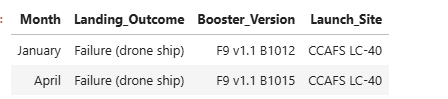 Month Landing_Outcome Booster_Version Launch_Site
January Failure (drone ship) F9 v1.1 B1012 CCAFS LC-40
April Failure (drone ship) F9 v1.1 B1015 CCAFS LC-40